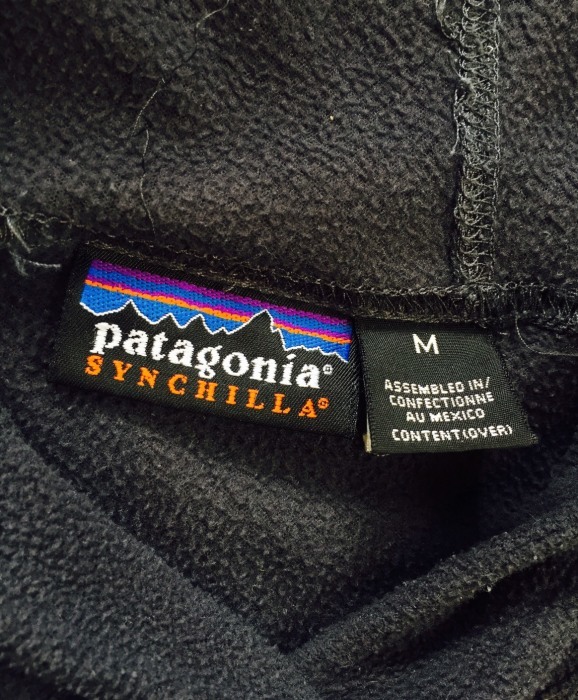 patagonia®
SYNCHILLA®
M
ASSEMBLED IN/
CONFECTIONNE
AU MEXICO
CONTENT(OVER)